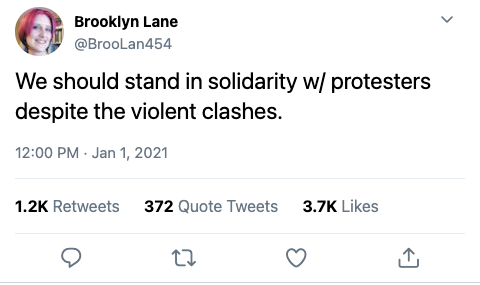 Brooklyn Lane
@BrooLan454
We should stand in solidarity w/ protesters
despite the violent clashes.
12:00 PM · Jan 1, 2021
1.2K Retweets 372 Quote Tweets 3.7K Likes